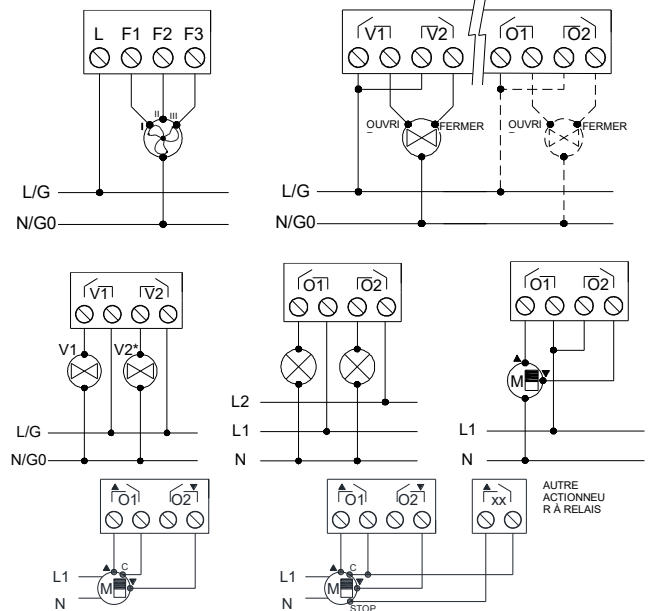 L F1 F2 F3
I II III
L/G
N/G0
V1 V2 O1 O2
OUVRI FERMER OUVRI FERMER
L/G
N/G0
V1 V2
V1 V2*
L/G
N/G0
O1 O2
L2
L1
N
O1 O2
M
L1
N
O1 O2
C
M
L1
N
O1 O2
C
M
L1
N
STOP
xx
AUTRE
ACTIONNEU
R À RELAIS